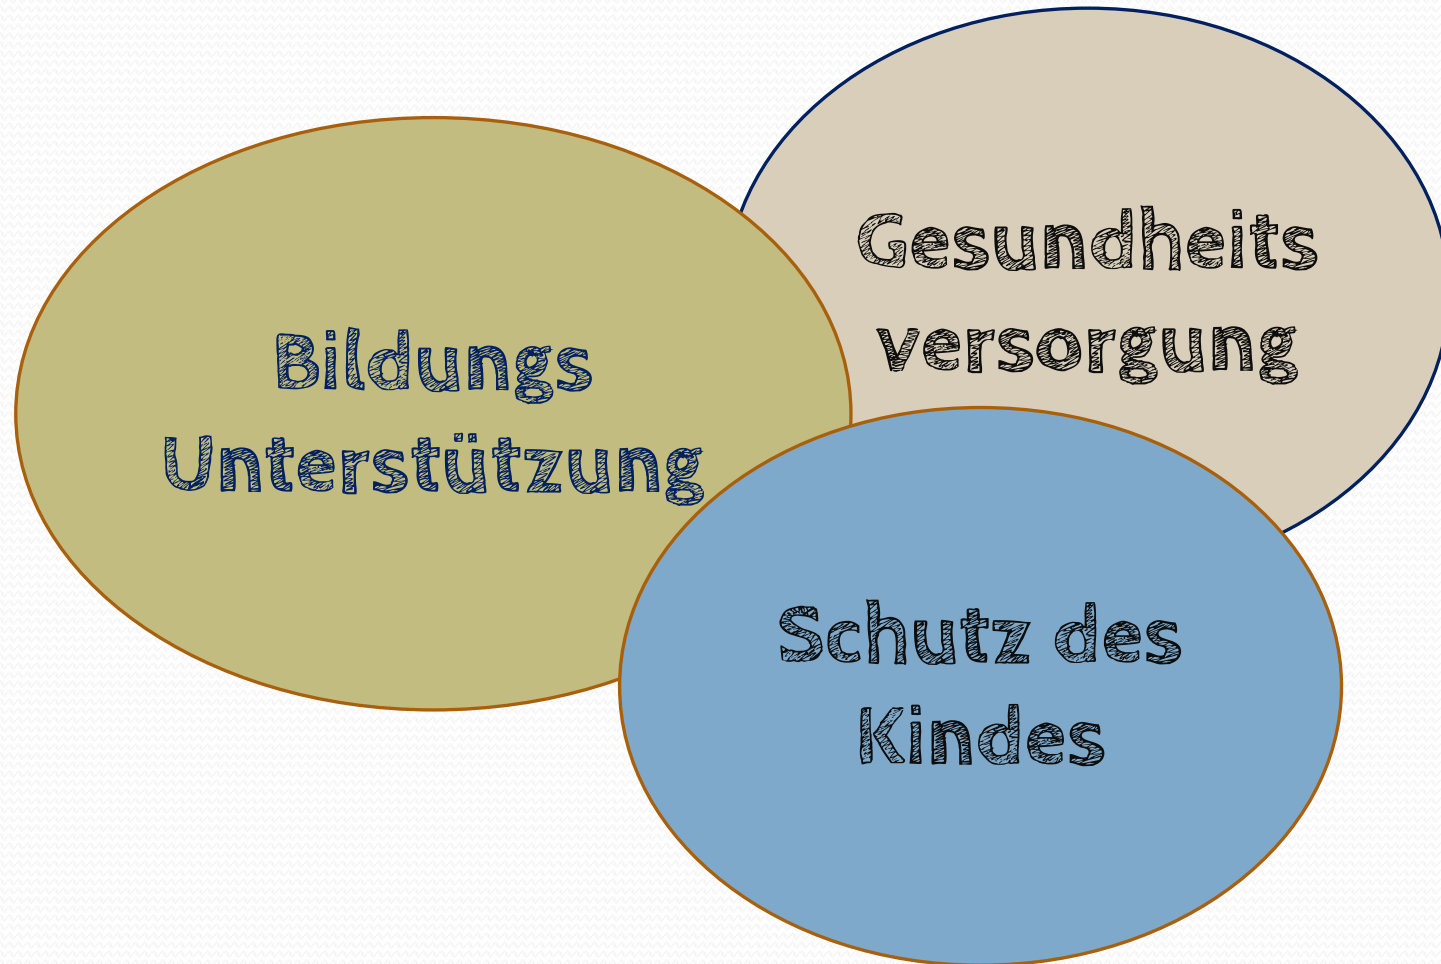 Bildungs
Unterstützung
Gesundheits
versorgung
Schutz des
Kindes